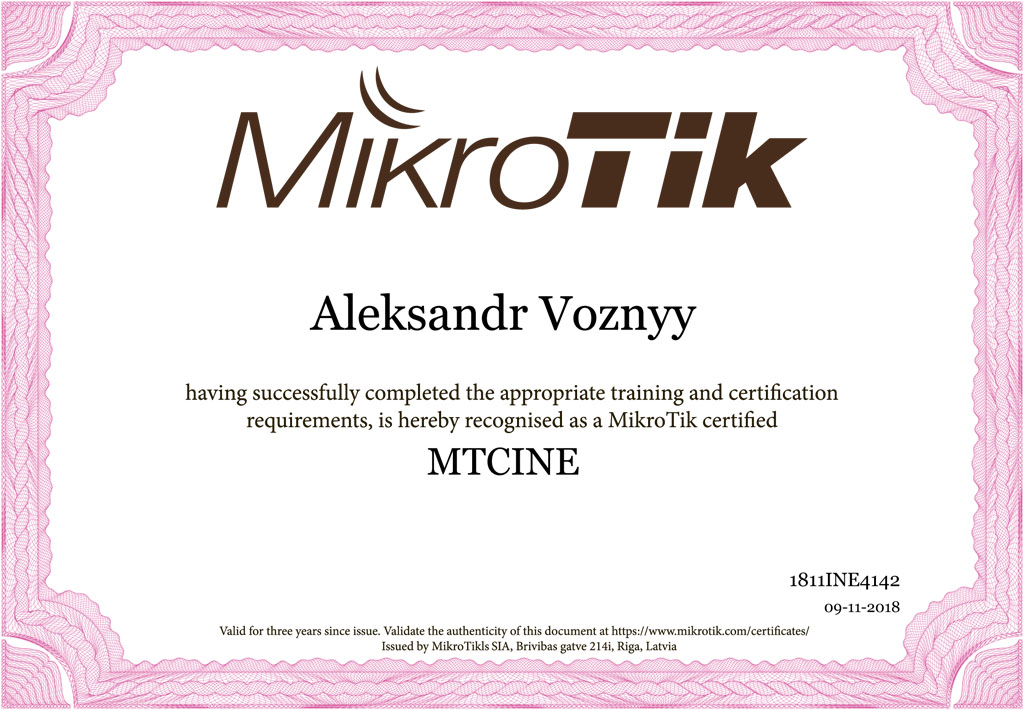 MikroTik
Aleksandr Voznyy
having successfully completed the appropriate training and certification
requirements, is hereby recognised as a MikroTik certified
MTCINE
1811INE4142
09-11-2018
Valid for three years since issue. Validate the authenticity of this document at https://www.mikrotik.com/certificates/
Issued by MikroTikls SIA, Brivibas gatve 214i, Riga, Latvia